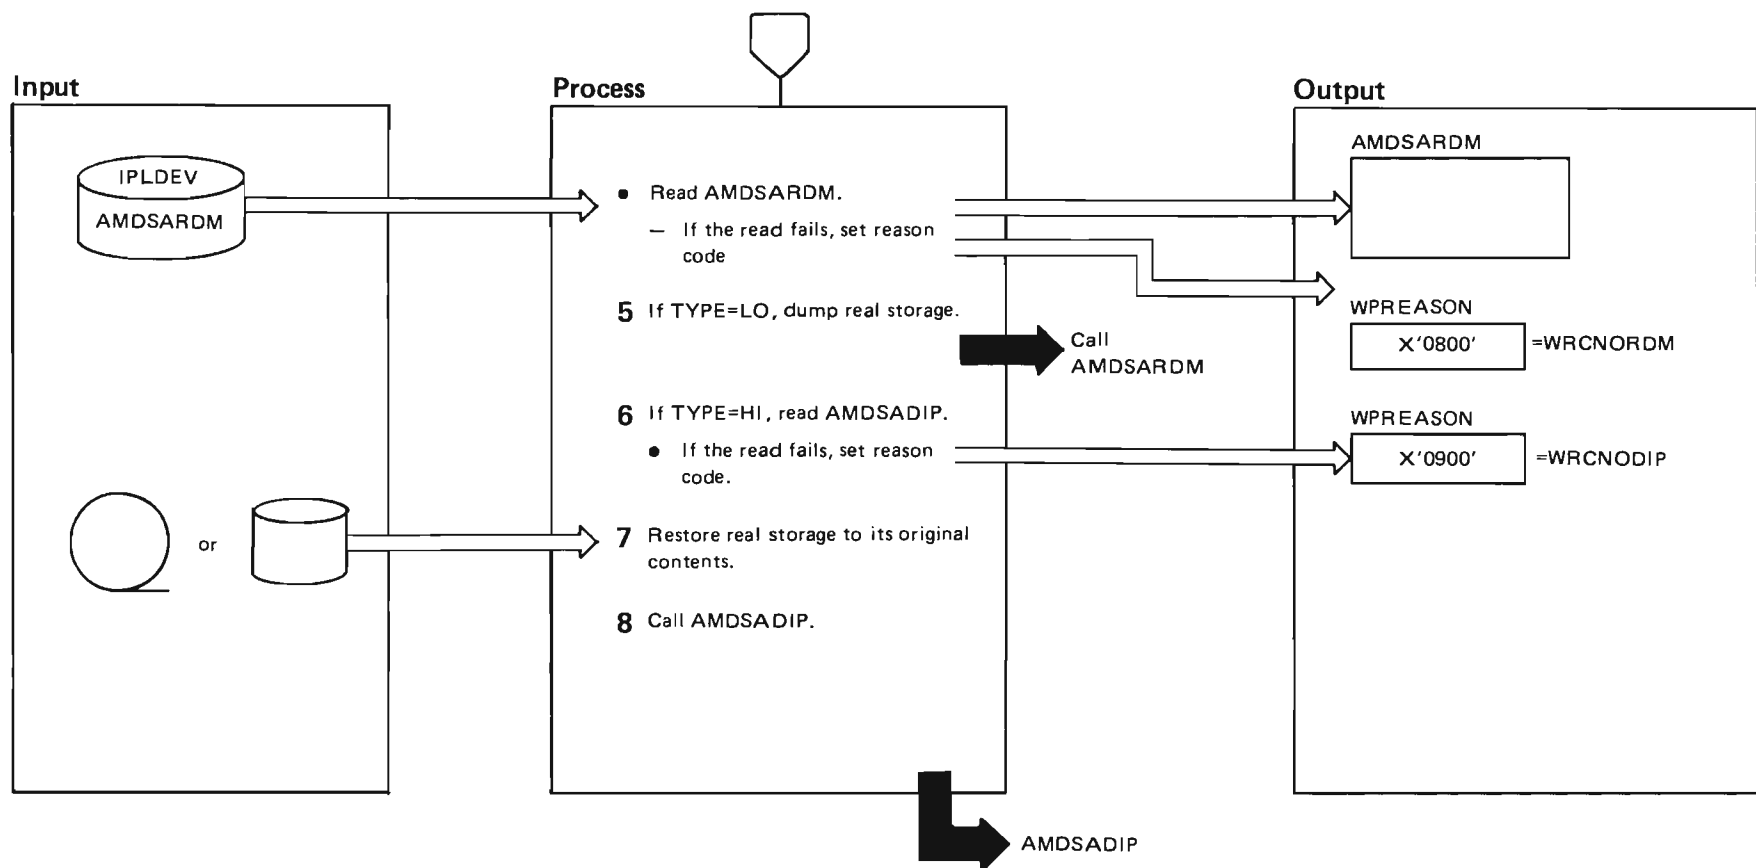 Input
Process
Output
IPLDEV
AMDSARDM
● Read AMDSARDM.
— If the read fails, set reason
code
5 If TYPE=LO, dump real storage.
Call
AMDSARDM
6 If TYPE=HI, read AMDSADIP.
● If the read fails, set reason
code.
or
7 Restore real storage to its original
contents.
8 Call AMDSADIP.
AMDSARDM
WPREASON
X'0800' =WRCNORDM
WPREASON
X'0900' =WRCNODIP
AMDSADIP